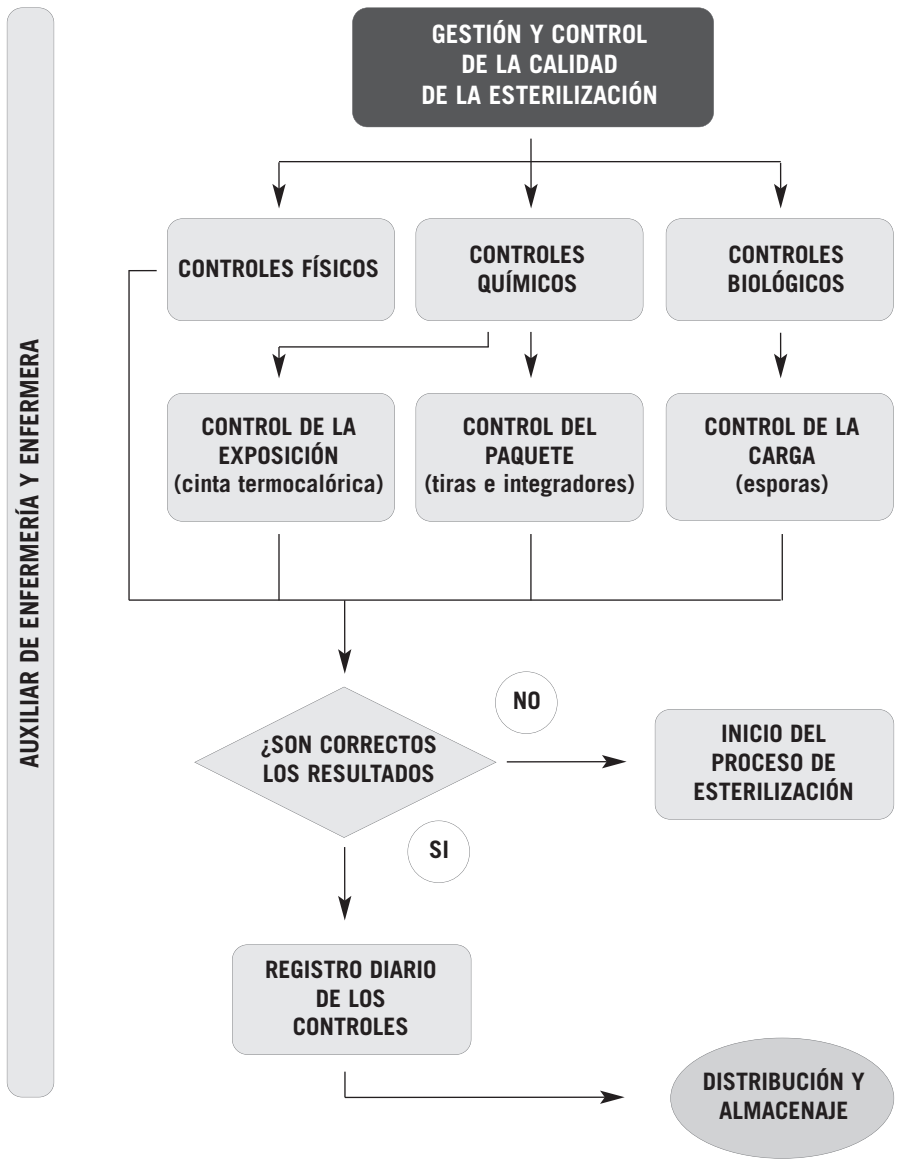 GESTIÓN Y CONTROL
DE LA CALIDAD
DE LA ESTERILIZACIÓN
AUXILIAR DE ENFERMERÍA Y ENFERMERA
CONTROLES FÍSICOS
CONTROLES
QUÍMICOS
CONTROLES
BIOLÓGICOS
CONTROL DE LA
EXPOSICIÓN
(cinta termocalórica)
CONTROL DEL
PAQUETE
(tiras e integradores)
CONTROL DE LA
CARGA
(esporas)
¿SON CORRECTOS
LOS RESULTADOS
NO
INICIO DEL
PROCESO DE
ESTERILIZACIÓN
SI
REGISTRO DIARIO
DE LOS
CONTROLES
DISTRIBUCIÓN Y
ALMACENAJE